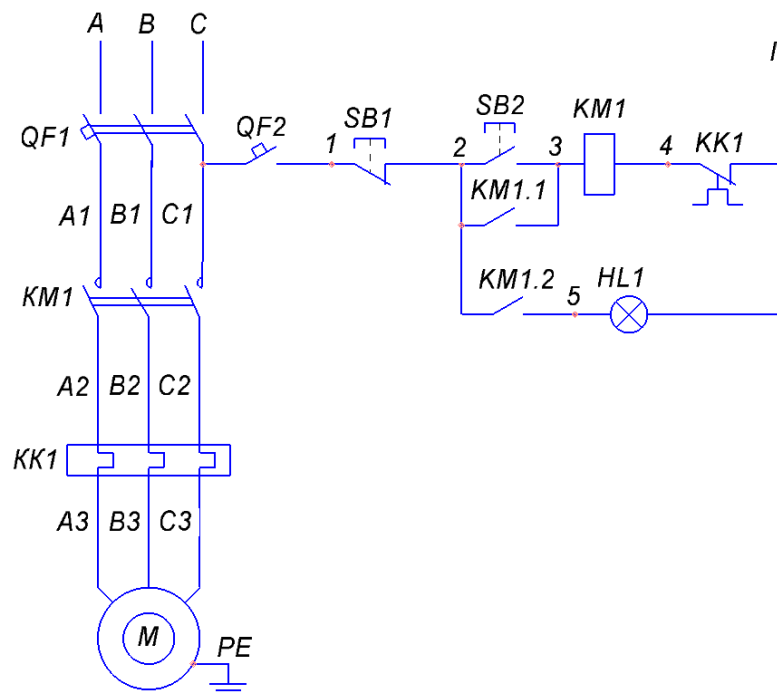 A B C
QF1
QF2
1
SB1
2
SB2
3
KM1
4
KK1
A1 B1 C1
KM1.1
KM1
KM1.2
5
HL1
A2 B2 C2
KK1
A3 B3 C3
M
PE